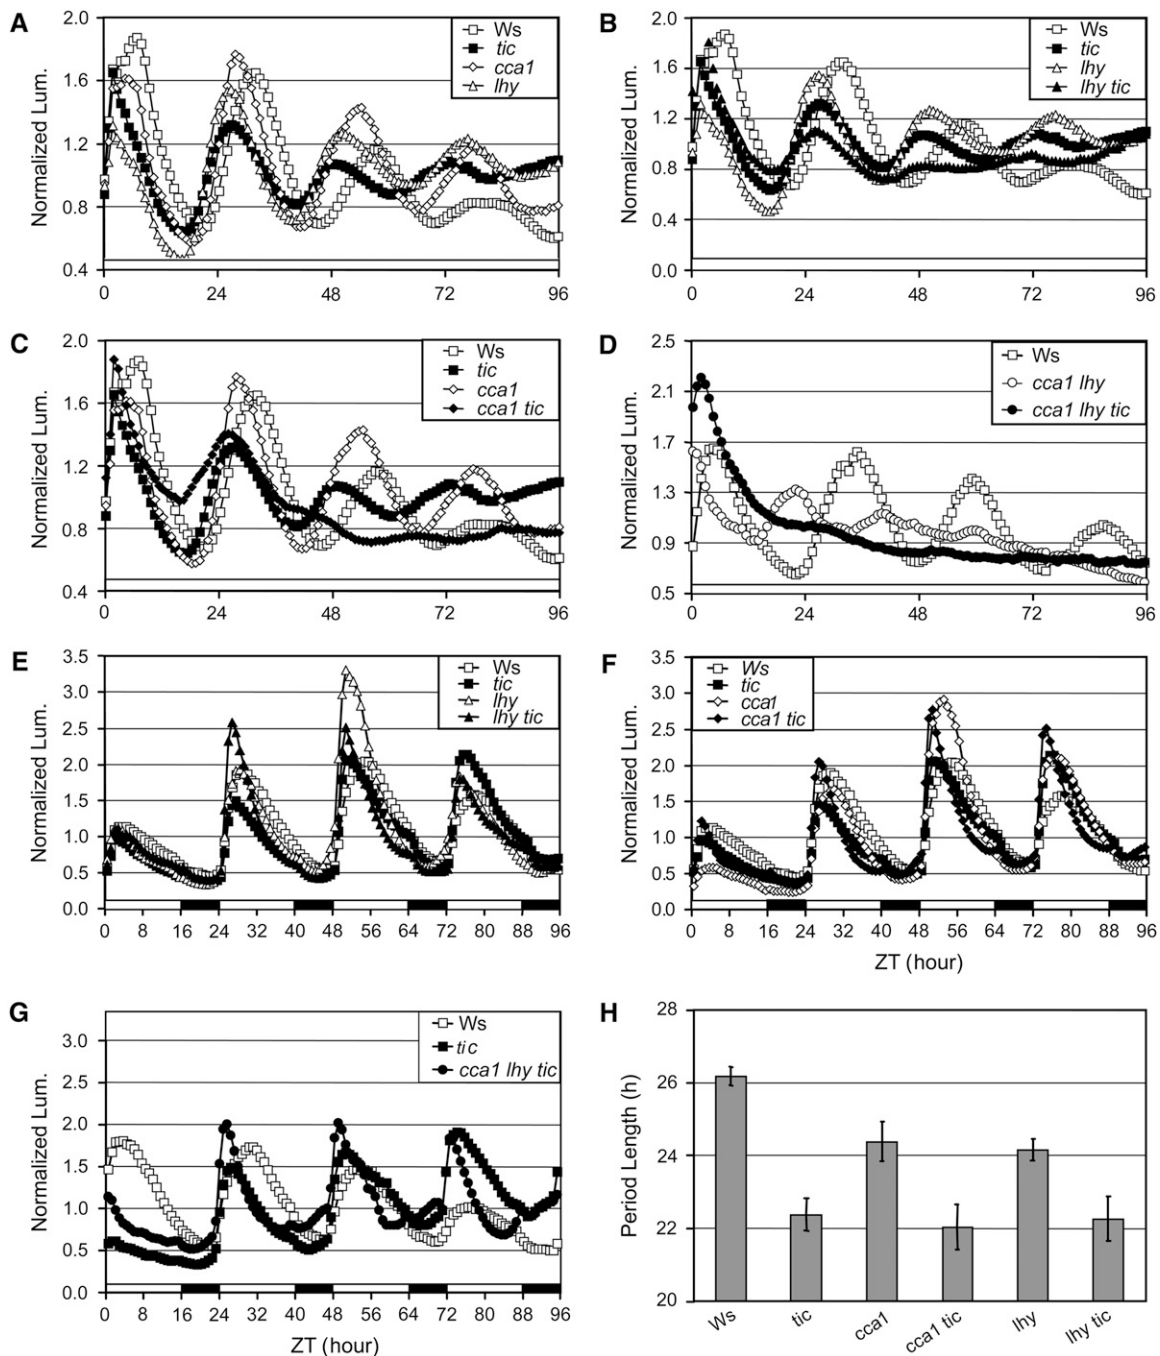 A
Normalized Lum.
2.0
1.6
1.2
0.8
0.4
0 24 48 72 96
Ws
tic
cca1
lhy
B
Normalized Lum.
2.0
1.6
1.2
0.8
0.4
0.0
0 24 48 72 96
Ws
tic
lhy
lhy tic
C
Normalized Lum.
2.0
1.6
1.2
0.8
0.4
0 24 48 72 96
Ws
tic
cca1
cca1 tic
D
Normalized Lum.
2.5
2.1
1.7
1.3
0.9
0.5
0 24 48 72 96
Ws
cca1 lhy
cca1 lhy tic
E
Normalized Lum.
3.5
3.0
2.5
2.0
1.5
1.0
0.5
0.0
0 8 16 24 32 40 48 56 64 72 80 88 96
Ws
tic
lhy
lhy tic
F
Normalized Lum.
3.5
3.0
2.5
2.0
1.5
1.0
0.5
0.0
0 8 16 24 32 40 48 56 64 72 80 88 96
ZT (hour)
Ws
tic
cca1
cca1 tic
G
Normalized Lum.
3.0
2.5
2.0
1.5
1.0
0.5
0.0
0 8 16 24 32 40 48 56 64 72 80 88 96
ZT (hour)
Ws
tic
cca1 lhy tic
H
Period Length (h)
28
26
24
22
20
Ws
tic
cca1
cca1 tic
lhy
lhy tic